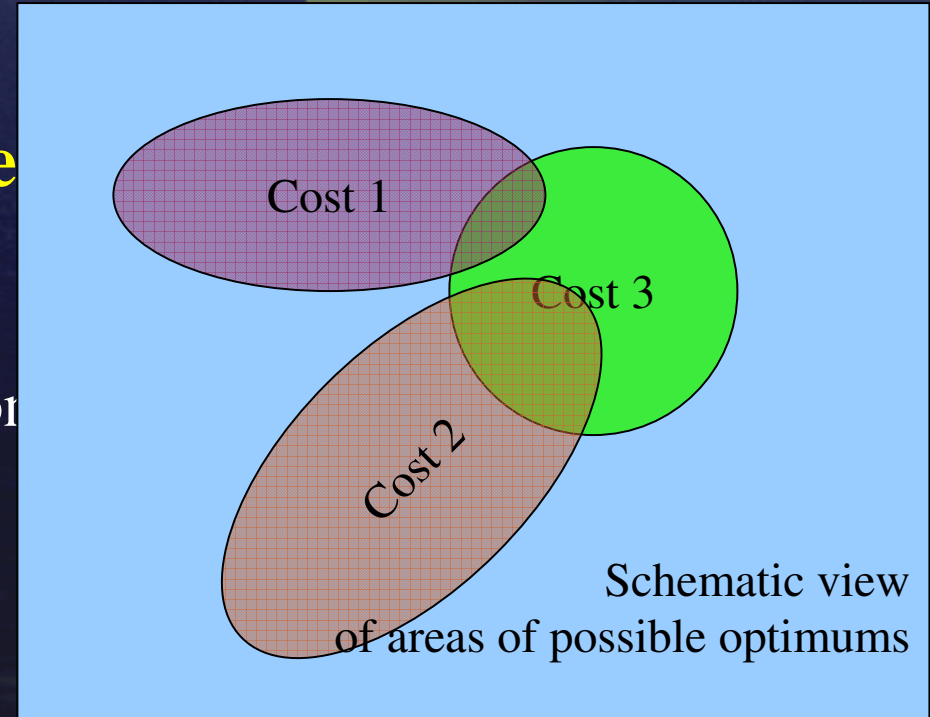 Cost 1
Cost 3
Cost 2
Schematic view
of areas of possible optimums